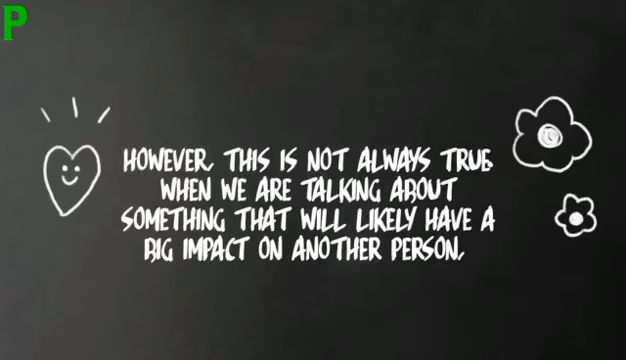 P
HOWEVER, THIS IS NOT ALWAYS TRUE
WHEN WE ARE TALKING ABOUT
SOMETHING THAT WILL LIKELY HAVE A
BIG IMPACT ON ANOTHER PERSON,